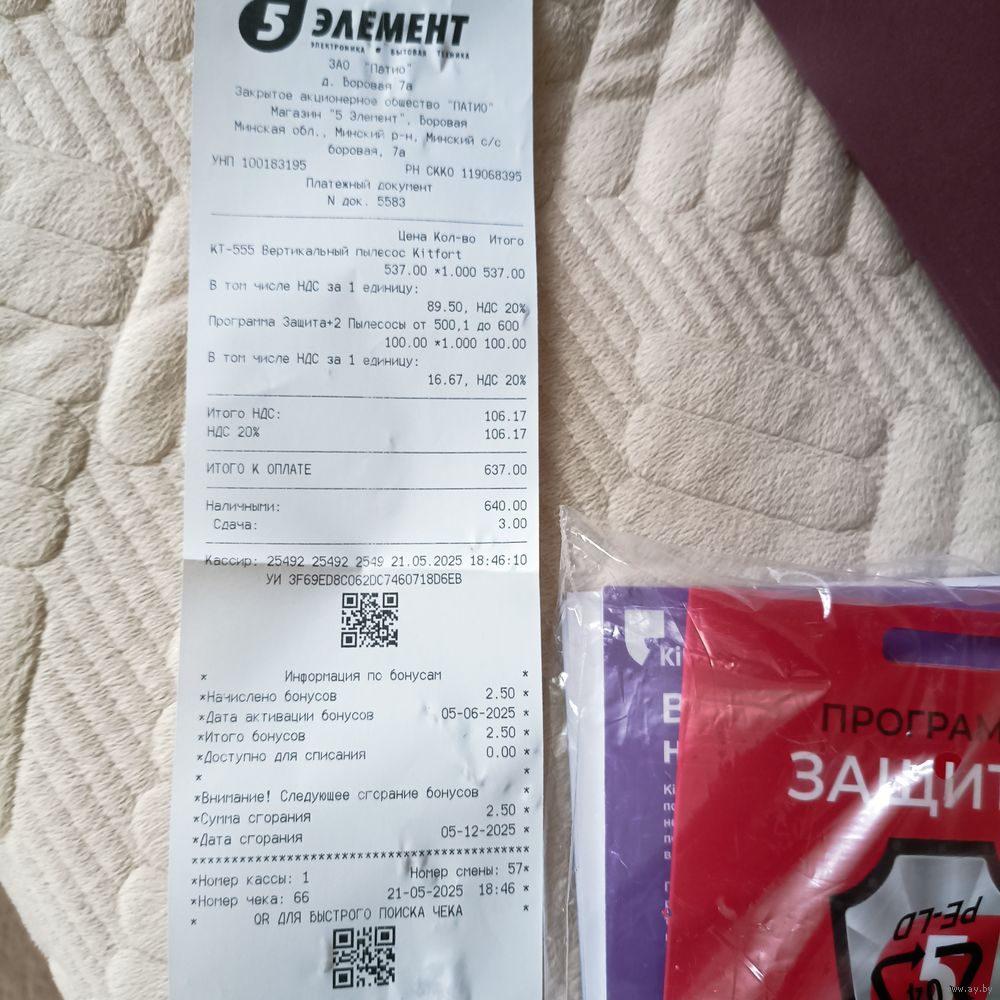 5 ЭЛЕМЕНТ
ЭЛЕКТРОНИКА И БЫТОВАЯ ТЕХНИКА
ЗАО "Патио"
д. Боровая 7а
Закрытое акционерное общество "ПАТИО"
Магазин "5 Элемент", Боровая
Минская обл., Минский р-н, Минский с/с
боровая, 7а
УНП 100183195 РН СККО 119068395
Платежный документ
N док. 5583
Цена Кол-во Итого
КТ-555 Вертикальный пылесос Kitfort
537.00 *1.000 537.00
В том числе НДС за 1 единицу:
89.50, НДС 20%
Программа Защита+2 Пылесосы от 500,1 до 600
100.00 *1.000 100.00
В том числе НДС за 1 единицу:
16.67, НДС 20%
Итого НДС: 106.17
НДС 20% 106.17
ИТОГО К ОПЛАТЕ 637.00
Наличными: 640.00
Сдача: 3.00
Кассир: 25492 25492 2549 21.05.2025 18:46:10
УИ 3F69ED8C062DC7460718D6EB
* Информация по бонусам *
*Начислено бонусов 2.50 *
*Дата активации бонусов 05-06-2025 *
*Итого бонусов 2.50 *
*Доступно для списания 0.00 *
* *
*Внимание! Следующее сгорание бонусов *
*Сумма сгорания 2.50 *
*Дата сгорания 05-12-2025 *
*Номер кассы: 1 Номер смены: 57*
*Номер чека: 66 21-05-2025 18:46 *
* QR ДЛЯ БЫСТРОГО ПОИСКА ЧЕКА *
Ki
В
Н
ПРОГРАМ
ЗАЩИТ
PE-LD
5
04
www.ay.by